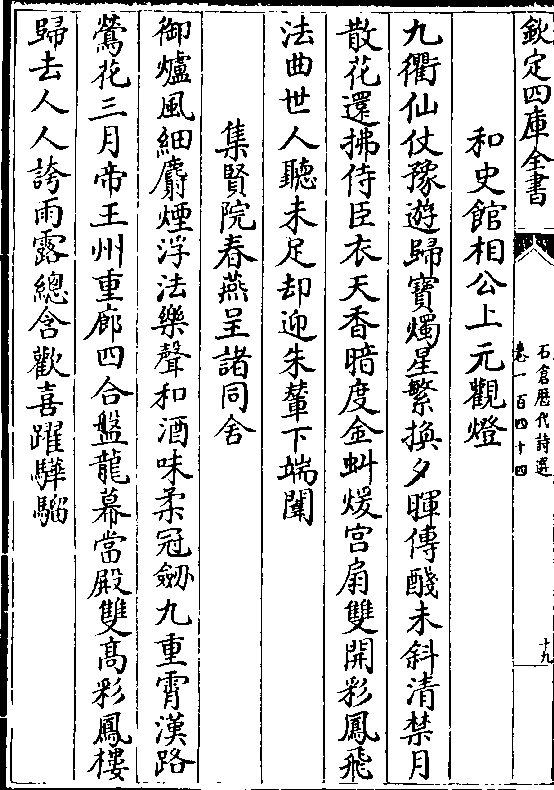 欽定四庫全書
石倉歷代詩選
卷一百四十四
十九
和史館相公上元觀燈
九衢仙仗豫遊歸寶燭星繁換夕暉傳醆未斜清禁月
散花還拂侍臣衣天香暗度金虬煖宮扇雙開彩鳳飛
法曲世人聽未足却迎朱輦下端闈
集賢院春燕呈諸同舍
御爐風細麝煙浮法樂聲和酒味柔冠劒九重霄漢路
鶯花三月帝王州重廊四合盤龍幕當殿雙髙彩鳳樓
歸去人人誇雨露總含歡喜躍驊騮